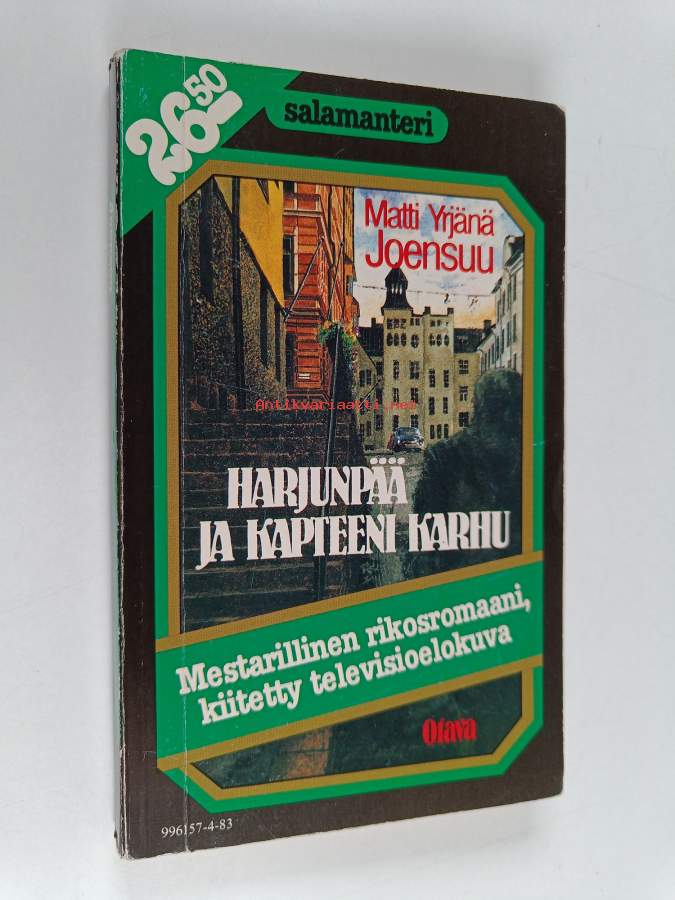 26 50
salamanteri
Matti Yrjänä
Joensuu
Antikvariaatti.net
HARJUNPÄÄ
JA KAPTEENI KARHU
Mestarillinen rikosromaani,
kiitetty televisioelokuva
Otava
996157-4-83